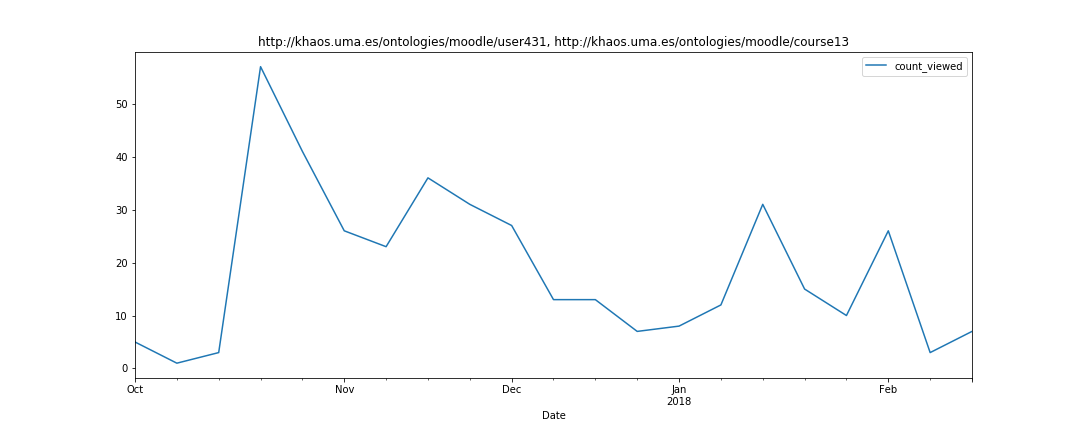 http://khaos.uma.es/ontologies/moodle/user431, http://khaos.uma.es/ontologies/moodle/course13
count_viewed
50
40
30
20
10
0
Oct
Nov
Dec
Jan
2018
Feb
Date